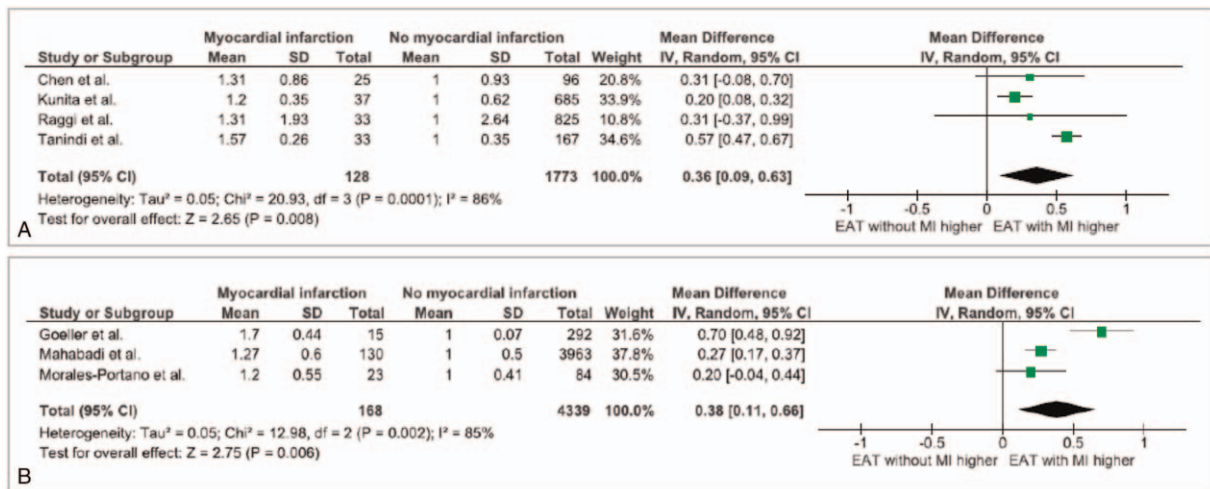 Myocardial infarction No myocardial infarction Mean Difference Mean Difference
Study or Subgroup Mean SD Total Mean SD Total Weight IV, Random, 95% CI IV, Random, 95% CI
Chen et al. 1.31 0.86 25 1 0.93 96 20.8% 0.31 [-0.08, 0.70]
Kunita et al. 1.2 0.35 37 1 0.62 685 33.9% 0.20 [0.08, 0.32]
Raggi et al. 1.31 1.93 33 1 2.64 825 10.8% 0.31 [-0.37, 0.99]
Tanindi et al. 1.57 0.26 33 1 0.35 167 34.6% 0.57 [0.47, 0.67]
Total (95% CI) 128 1773 100.0% 0.36 [0.09, 0.63]
Heterogeneity: Tau² = 0.05; Chi² = 20.93, df = 3 (P = 0.0001); I² = 86%
Test for overall effect: Z = 2.65 (P = 0.008)
-1 -0.5 0 0.5 1
EAT without MI higher EAT with MI higher
A
Myocardial infarction No myocardial infarction Mean Difference Mean Difference
Study or Subgroup Mean SD Total Mean SD Total Weight IV, Random, 95% CI IV, Random, 95% CI
Goeller et al. 1.7 0.44 15 1 0.07 292 31.6% 0.70 [0.48, 0.92]
Mahabadi et al. 1.27 0.6 130 1 0.5 3963 37.8% 0.27 [0.17, 0.37]
Morales-Portano et al. 1.2 0.55 23 1 0.41 84 30.5% 0.20 [-0.04, 0.44]
Total (95% CI) 168 4339 100.0% 0.38 [0.11, 0.66]
Heterogeneity: Tau² = 0.05; Chi² = 12.98, df = 2 (P = 0.002); I² = 85%
Test for overall effect: Z = 2.75 (P = 0.006)
-1 -0.5 0 0.5 1
EAT without MI higher EAT with MI higher
B